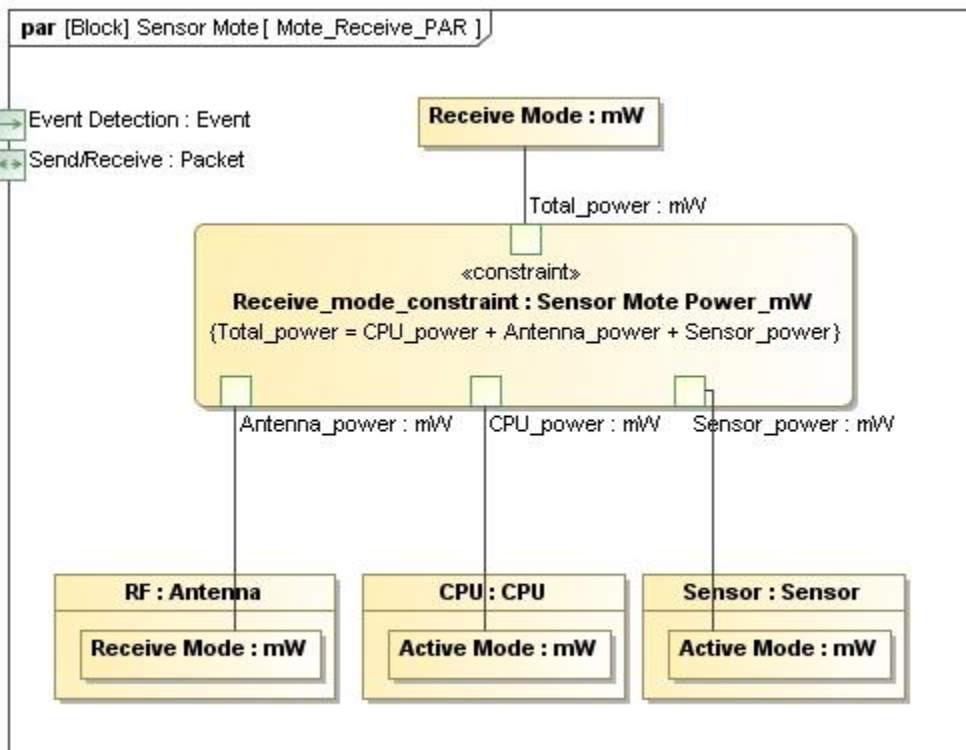 par [Block] Sensor Mote[ Mote_Receive_PAR ]
Event Detection : Event
Send/Receive : Packet
Receive Mode : mW
Total_power : mW
«constraint»
Receive_mode_constraint : Sensor Mote Power_mW
{Total_power = CPU_power + Antenna_power + Sensor_power}
Antenna_power : mW
CPU_power : mW
Sensor_power : mW
RF : Antenna
Receive Mode : mW
CPU : CPU
Active Mode : mW
Sensor : Sensor
Active Mode : mW